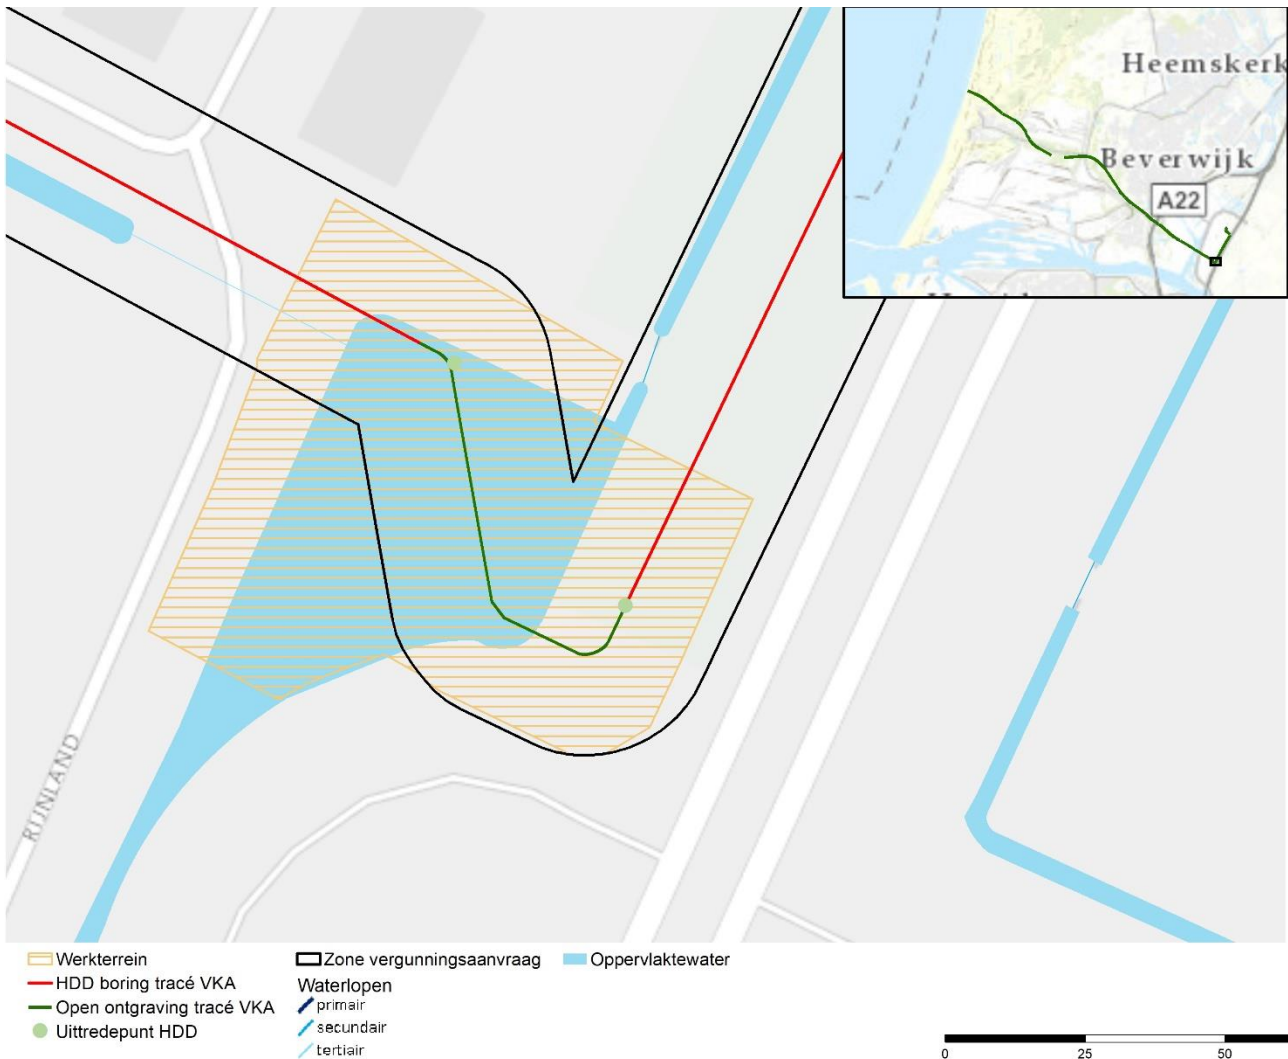 Heemskerk
Beverwijk
A22
RIJNLAND
Werkterrein
HDD boring tracé VKA
Open ontgraving tracé VKA
Uittredepunt HDD
Zone vergunningsaanvraag
Waterlopen
primair
secundair
tertiair
Oppervlaktewater
0 25 50